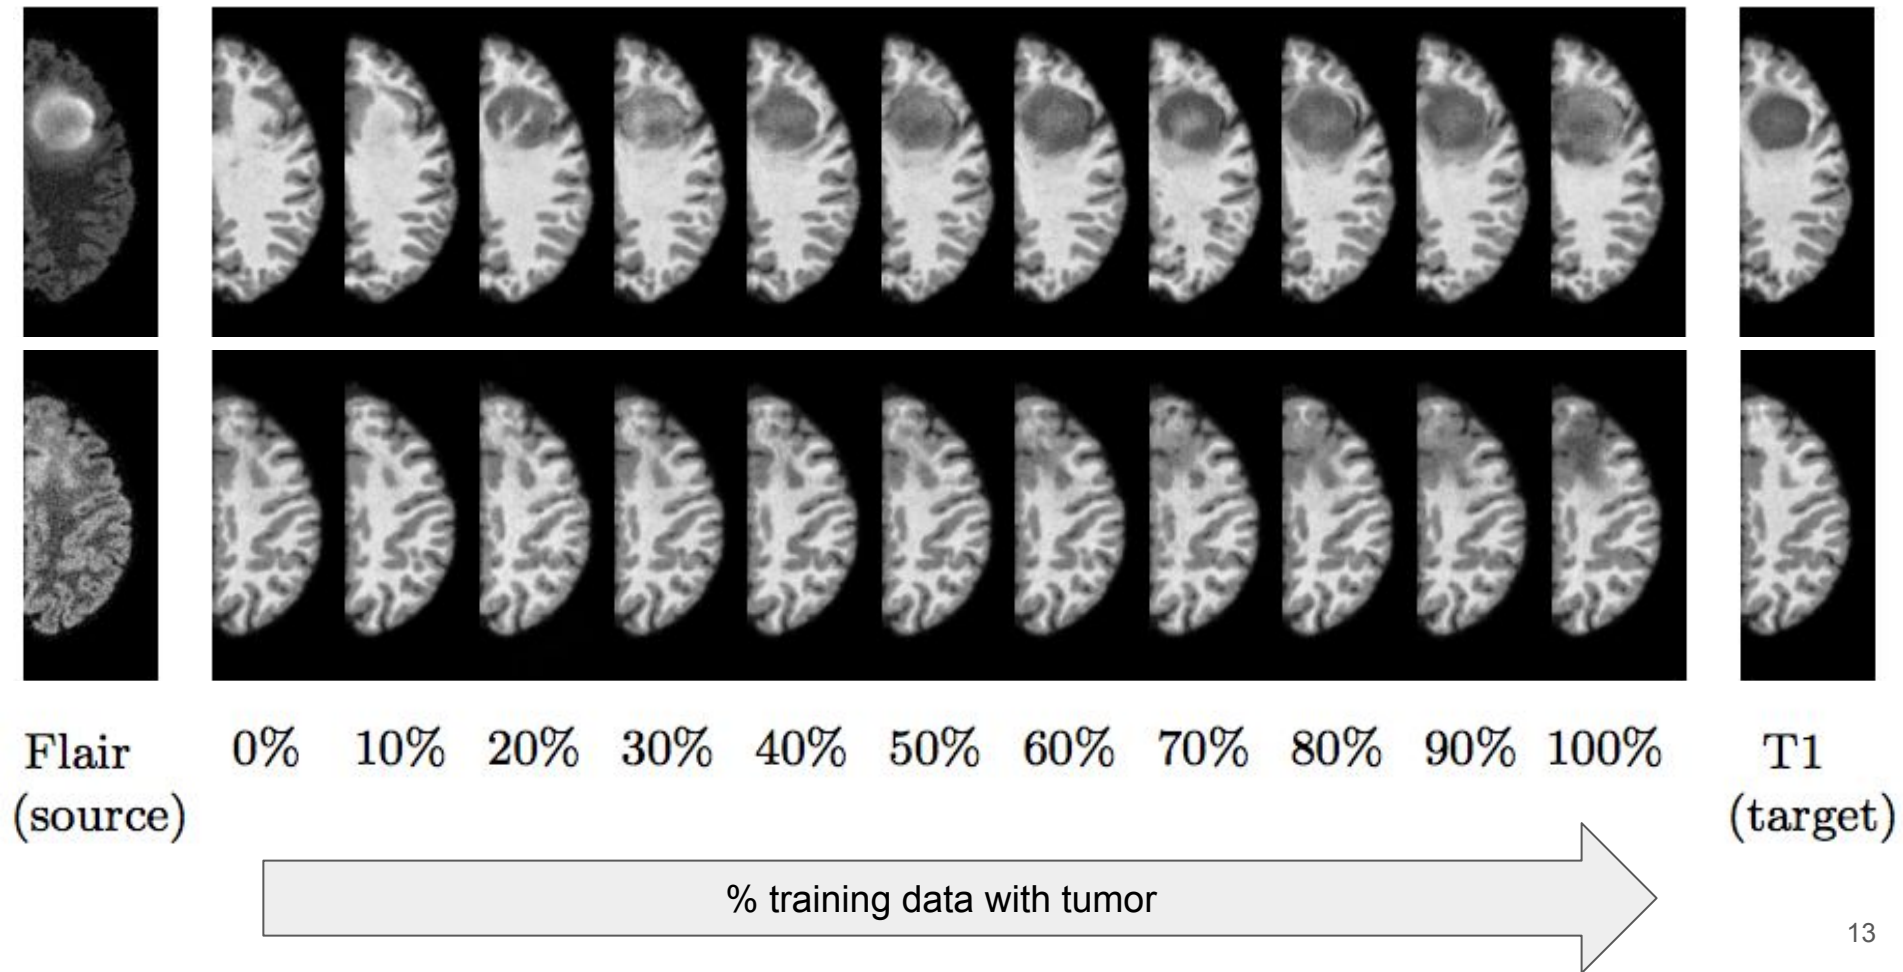 Flair
(source)
0% 10% 20% 30% 40% 50% 60% 70% 80% 90% 100%
T1
(target)
% training data with tumor
13